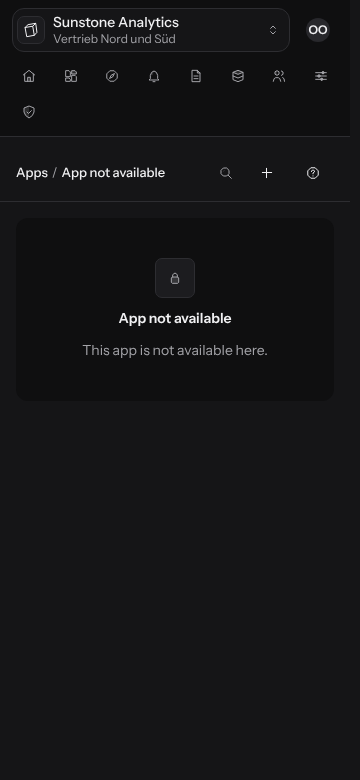 Sunstone Analytics
Vertrieb Nord und Süd
OO
Apps / App not available
App not available
This app is not available here.